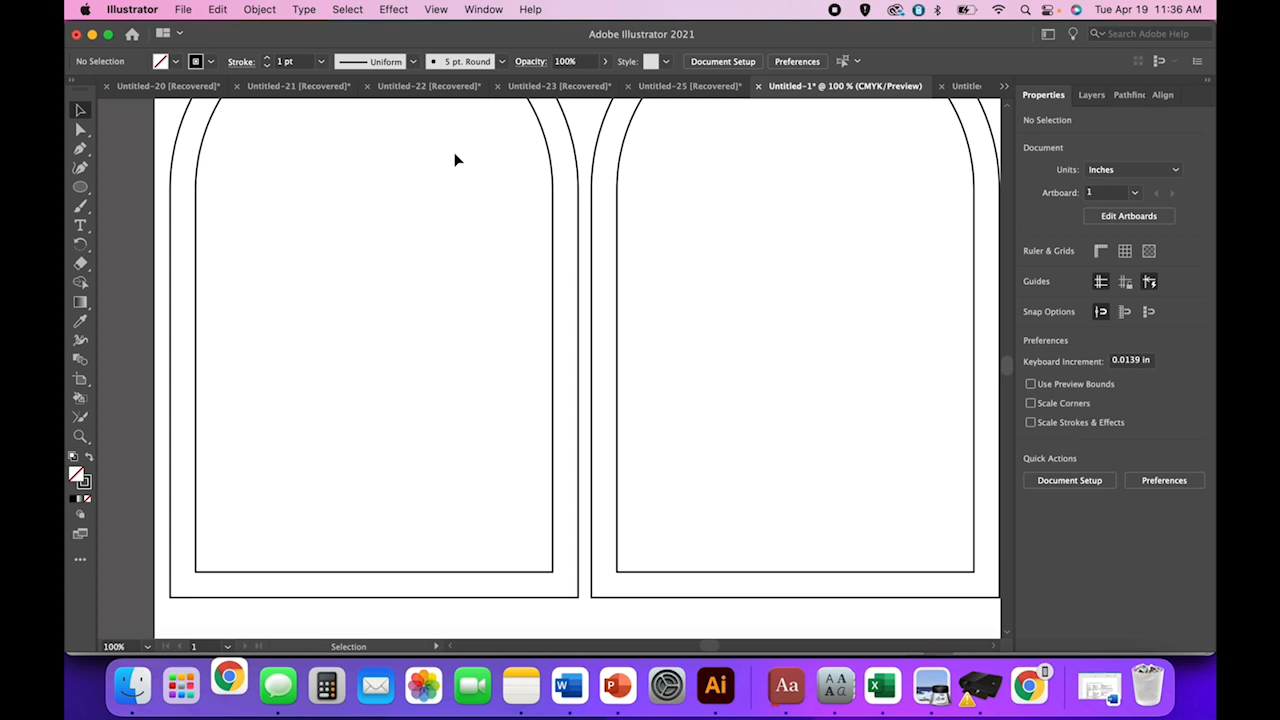 Illustrator File Edit Object Type Select Effect View Window Help Tue Apr 19 11:36 AM
Adobe Illustrator 2021 Search Adobe Help
No Selection Stroke: 1 pt Uniform 5 pt. Round Opacity: 100% Style: Document Setup Preferences
Untitled-20 [Recovered]* Untitled-21 [Recovered]* Untitled-22 [Recovered]* Untitled-23 [Recovered]* Untitled-25 [Recovered]* Untitled-1* @ 100 % (CMYK/Preview) Untitle
Properties Layers Pathfinc Align
No Selection
Document
Units: Inches
Artboard: 1
Edit Artboards
Ruler & Grids
Guides
Snap Options
Preferences
Keyboard Increment: 0.0139 in
Use Preview Bounds
Scale Corners
Scale Strokes & Effects
Quick Actions
Document Setup Preferences
100% 1 Selection
W P Ai Aa AA X
Aa